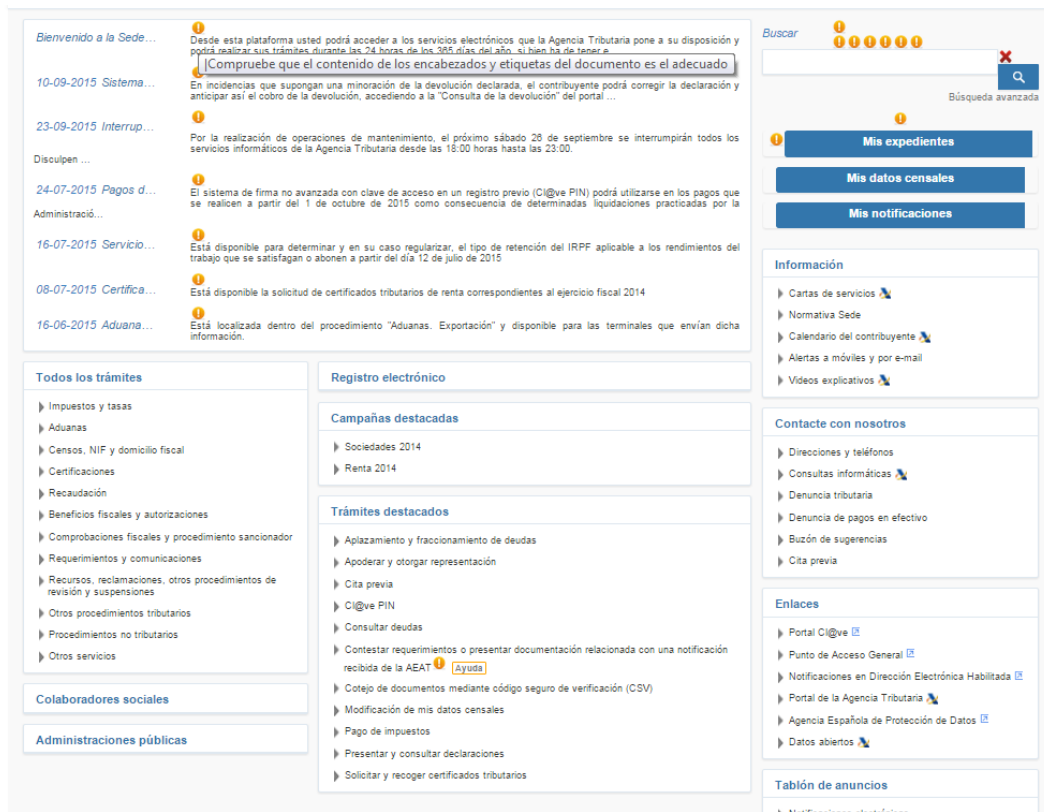 Bienvenido a la Sede...
Desde esta plataforma usted podrá acceder a los servicios electrónicos que la Agencia Tributaria pone a su disposición y
podrá realizar sus trámites durante las 24 horas de los 365 días del año, si bien ha de tener e...
Compruebe que el contenido de los encabezados y etiquetas del documento es el adecuado
10-09-2015 Sistema...
En incidencias que supongan una minoración de la devolución declarada, el contribuyente podrá corregir la declaración y
anticipar así el cobro de la devolución, accediendo a la "Consulta de la devolución" del portal ...
23-09-2015 Interrup...
Por la realización de operaciones de mantenimiento, el próximo sábado 26 de septiembre se interrumpirán todos los
servicios informáticos de la Agencia Tributaria desde las 18:00 horas hasta las 23:00.
Disculpen ...
24-07-2015 Pagos d...
El sistema de firma no avanzada con clave de acceso en un registro previo (Cl@ve PIN) podrá utilizarse en los pagos que
se realicen a partir del 1 de octubre de 2015 como consecuencia de determinadas liquidaciones practicadas por la
Administració...
16-07-2015 Servicio...
Está disponible para determinar y en su caso regularizar, el tipo de retención del IRPF aplicable a los rendimientos del
trabajo que se satisfagan o abonen a partir del día 12 de julio de 2015
08-07-2015 Certifica...
Está disponible la solicitud de certificados tributarios de renta correspondientes al ejercicio fiscal 2014
16-06-2015 Aduana...
Está localizada dentro del procedimiento "Aduanas. Exportación" y disponible para las terminales que envían dicha
información.
Todos los trámites
Impuestos y tasas
Aduanas
Censos, NIF y domicilio fiscal
Certificaciones
Recaudación
Beneficios fiscales y autorizaciones
Comprobaciones fiscales y procedimiento sancionador
Requerimientos y comunicaciones
Recursos, reclamaciones, otros procedimientos de
revisión y suspensiones
Otros procedimientos tributarios
Procedimientos no tributarios
Otros servicios
Colaboradores sociales
Administraciones públicas
Registro electrónico
Campañas destacadas
Sociedades 2014
Renta 2014
Trámites destacados
Aplazamiento y fraccionamiento de deudas
Apoderar y otorgar representación
Cita previa
Cl@ve PIN
Consultar deudas
Contestar requerimientos o presentar documentación relacionada con una notificación
recibida de la AEAT Ayuda
Cotejo de documentos mediante código seguro de verificación (CSV)
Modificación de mis datos censales
Pago de impuestos
Presentar y consultar declaraciones
Solicitar y recoger certificados tributarios
Buscar
Búsqueda avanzada
Mis expedientes
Mis datos censales
Mis notificaciones
Información
Cartas de servicios
Normativa Sede
Calendario del contribuyente
Alertas a móviles y por e-mail
Videos explicativos
Contacte con nosotros
Direcciones y teléfonos
Consultas informáticas
Denuncia tributaria
Denuncia de pagos en efectivo
Buzón de sugerencias
Cita previa
Enlaces
Portal Cl@ve
Punto de Acceso General
Notificaciones en Dirección Electrónica Habilitada
Portal de la Agencia Tributaria
Agencia Española de Protección de Datos
Datos abiertos
Tablón de anuncios